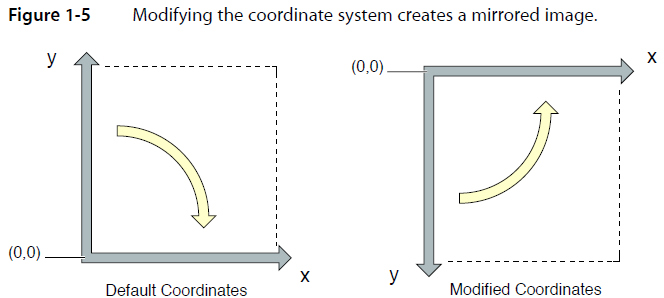 Figure 1-5 Modifying the coordinate system creates a mirrored image.
y
(0,0)
x
Default Coordinates
(0,0)
x
y
Modified Coordinates